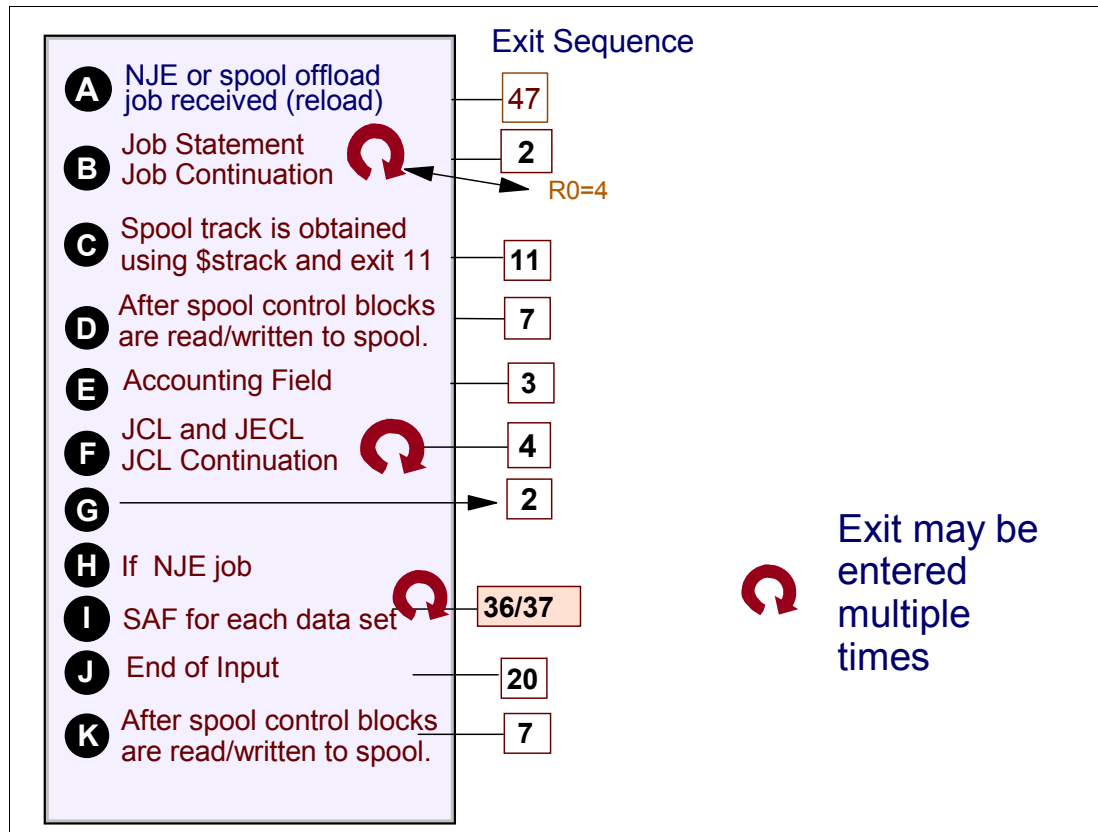 Exit Sequence
A
NJE or spool offload
job received (reload)
47
B
Job Statement
Job Continuation
2
R0=4
C
Spool track is obtained
using $strack and exit 11
11
D
After spool control blocks
are read/written to spool.
7
E
Accounting Field
3
F
JCL and JECL
JCL Continuation
4
G
2
H
If NJE job
I
SAF for each data set
36/37
J
End of Input
20
K
After spool control blocks
are read/written to spool.
7
Exit may be
entered
multiple
times